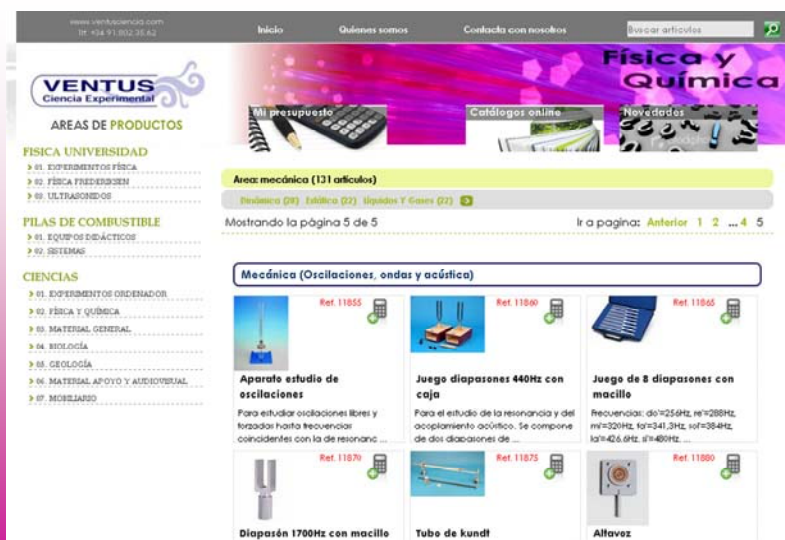 www.ventusciencia.com
Tlf. +34 91 802 35 62
Inicio
Quienes somos
Contacta con nosotros
Buscar artículos
VENTUS
Ciencia Experimental
Física y
Química
Mi presupuesto
Catálogos online
Novedades
AREAS DE PRODUCTOS
FISICA UNIVERSIDAD
01. EXPERIMENTOS FÍSICA
02. FÍSICA FREDERIKSEN
03. ULTRASONIDOS
PILAS DE COMBUSTIBLE
01. EQUIPOS DIDÁCTICOS
02. SISTEMAS
CIENCIAS
01. EXPERIMENTOS ORDENADOR
02. FÍSICA Y QUÍMICA
03. MATERIAL GENERAL
04. BIOLOGÍA
05. GEOLOGÍA
06. MATERIAL APOYO Y AUDIOVISUAL
07. MOBILIARIO
Area: mecánica (131 artículos)
Dinámica (28) Estática (22) Líquidos Y Gases (22)
Mostrando la página 5 de 5
Ir a pagina: Anterior 1 2 ... 4 5
Mecánica (Oscilaciones, ondas y acústica)
Ref. 11855
Aparato estudio de
oscilaciones
Para estudiar oscilaciones libres y
forzadas hasta frecuencias
coincidentes con la de resonanc ...
Ref. 11860
Juego diapasones 440Hz con
caja
Para el estudio de la resonancia y del
acoplamiento acústico. Se compone
de dos diapasones de ...
Ref. 11865
Juego de 8 diapasones con
macillo
Frecuencias: do'=256Hz, re'=288Hz,
mi'=320Hz, fa'=341,3Hz, sol'=384Hz,
la'=426.6Hz, si'=480Hz, ...
Ref. 11870
Diapasón 1700Hz con macillo
Ref. 11875
Tubo de kundt
Ref. 11880
Altavoz